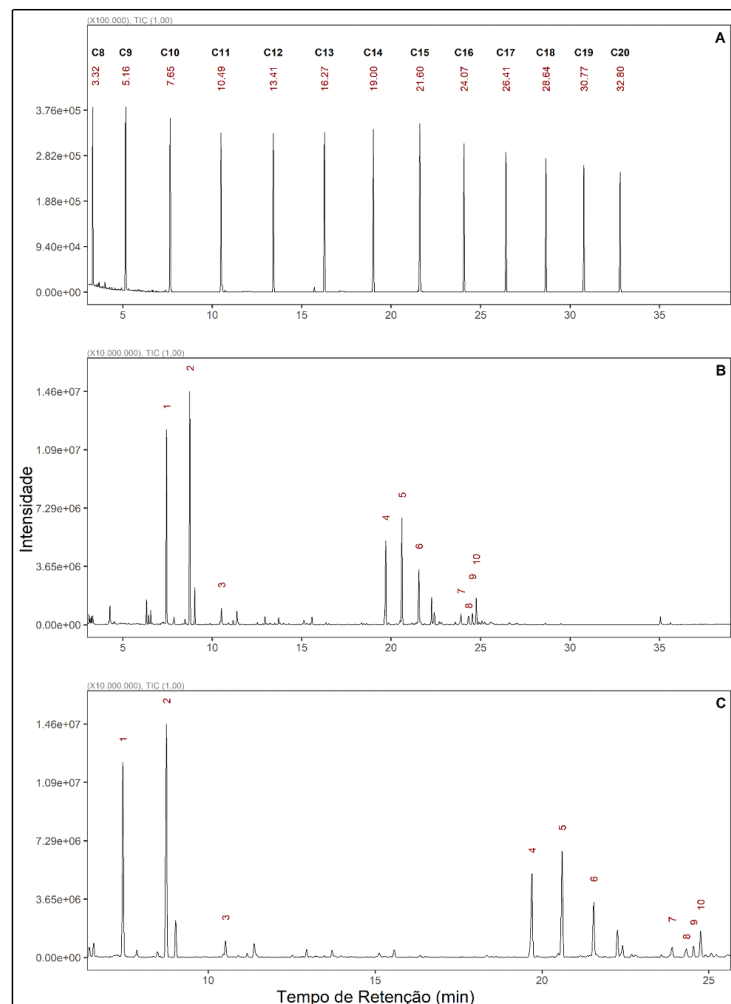 (X100.000), TIC (1,00)
A
C8 C9 C10 C11 C12 C13 C14 C15 C16 C17 C18 C19 C20
3.32 5.16 7.65 10.49 13.41 16.27 19.00 21.60 24.07 26.41 28.64 30.77 32.80
3.76e+05
2.82e+05
1.88e+05
9.40e+04
0.00e+00
5 10 15 20 25 30 35
(X10.000.000), TIC (1,00)
B
1 2 3 4 5 6 7 8 9 10
1.46e+07
1.09e+07
7.29e+06
3.65e+06
0.00e+00
5 10 15 20 25 30 35
Intensidade
(X10.000.000), TIC (1,00)
C
1 2 3 4 5 6 7 8 9 10
1.46e+07
1.09e+07
7.29e+06
3.65e+06
0.00e+00
10 15 20 25
Tempo de Retenção (min)